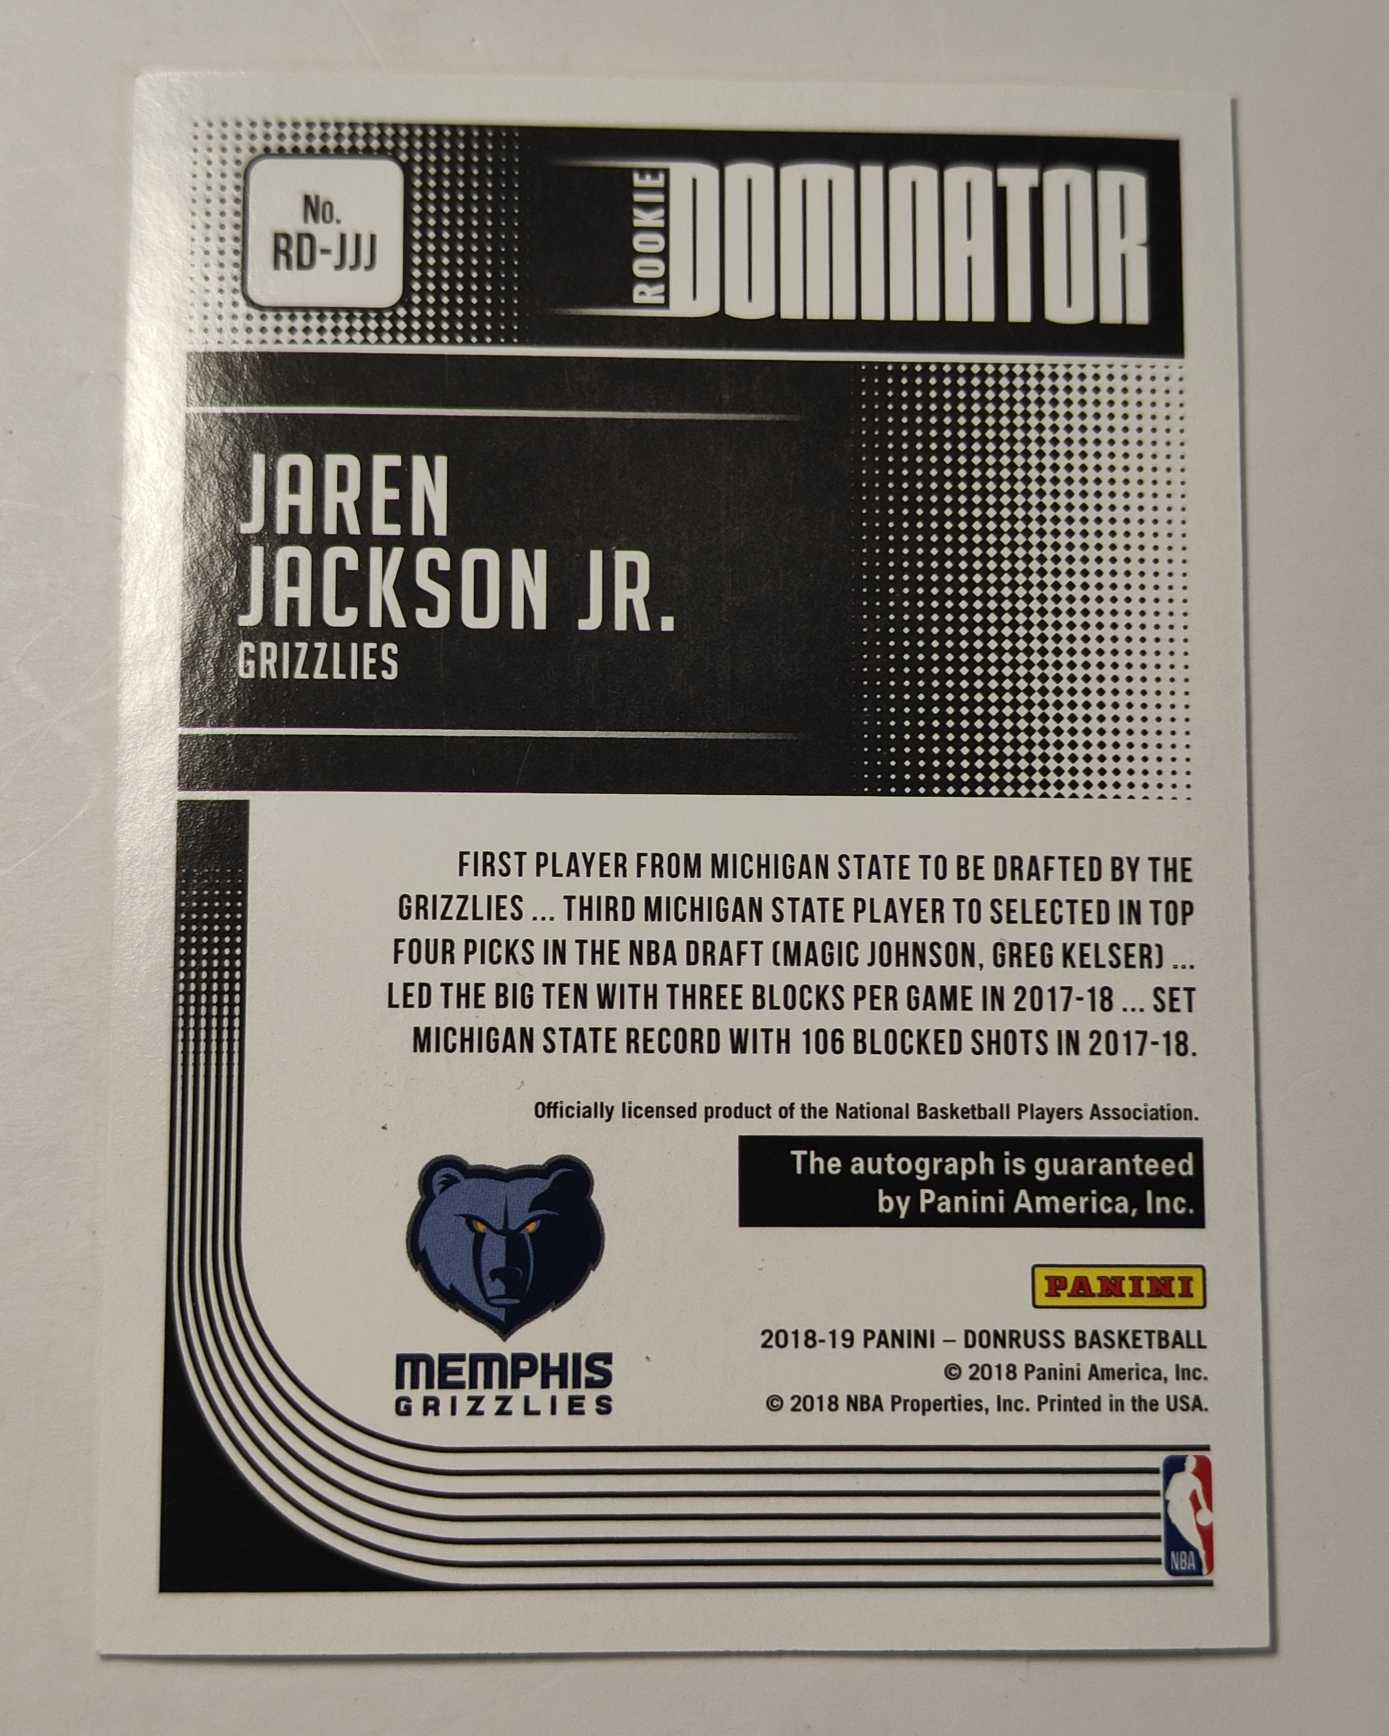 No.
RD-JJJ
ROOKIE
DOMINATOR
JAREN
JACKSON JR.
GRIZZLIES
FIRST PLAYER FROM MICHIGAN STATE TO BE DRAFTED BY THE
GRIZZLIES ... THIRD MICHIGAN STATE PLAYER TO SELECTED IN TOP
FOUR PICKS IN THE NBA DRAFT (MAGIC JOHNSON, GREG KELSER) ...
LED THE BIG TEN WITH THREE BLOCKS PER GAME IN 2017-18 ... SET
MICHIGAN STATE RECORD WITH 106 BLOCKED SHOTS IN 2017-18.
Officially licensed product of the National Basketball Players Association.
The autograph is guaranteed
by Panini America, Inc.
PANINI
MEMPHIS
GRIZZLIES
2018-19 PANINI – DONRUSS BASKETBALL
© 2018 Panini America, Inc.
© 2018 NBA Properties, Inc. Printed in the USA.
NBA